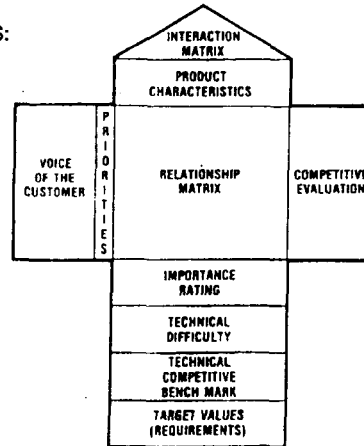 S:
INTERACTION
MATRIX
PRODUCT
CHARACTERISTICS
VOICE
OF THE
CUSTOMER
PRIORITIES
RELATIONSHIP
MATRIX
COMPETITIVE
EVALUATION
IMPORTANCE
RATING
TECHNICAL
DIFFICULTY
TECHNICAL
COMPETITIVE
BENCH MARK
TARGET VALUES
(REQUIREMENTS)